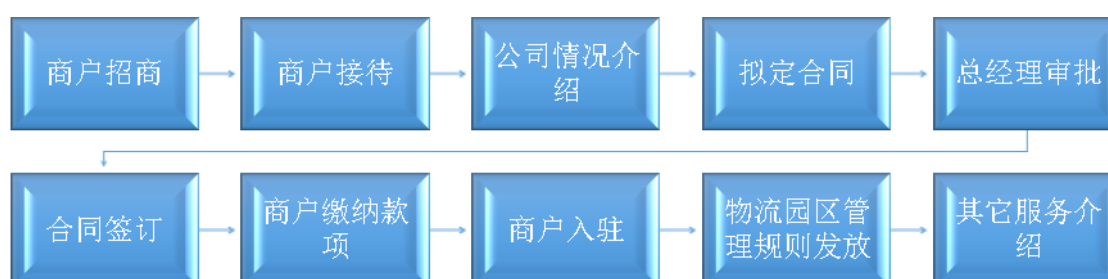 商户招商
商户接待
公司情况介
绍
拟定合同
总经理审批
合同签订
商户缴纳款
项
商户入驻
物流园区管
理规则发放
其它服务介
绍